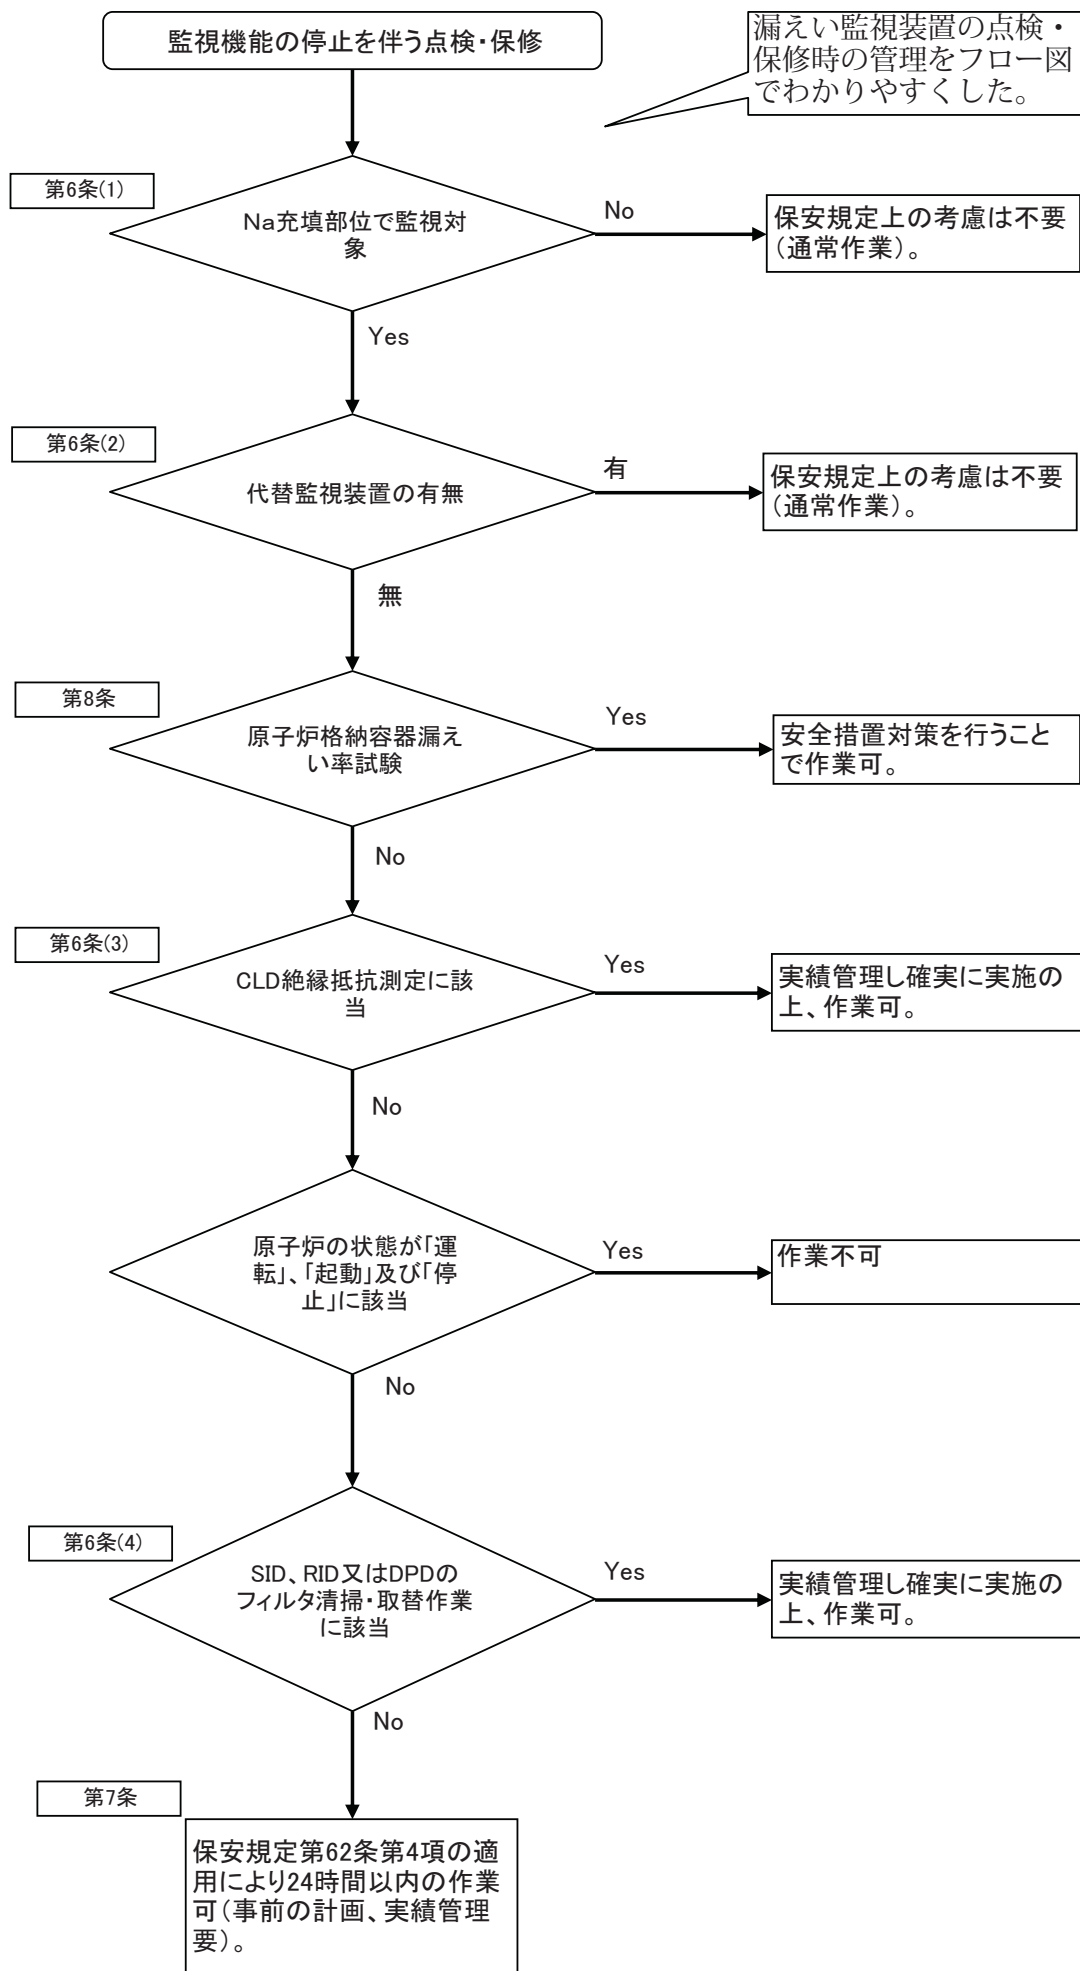 監視機能の停止を伴う点検・保修
漏えい監視装置の点検・
保修時の管理をフロー図
でわかりやすくした。
第6条(1)
Na充填部位で監視対
象
No
保安規定上の考慮は不要
(通常作業)。
Yes
第6条(2)
代替監視装置の有無
有
保安規定上の考慮は不要
(通常作業)。
無
第8条
原子炉格納容器漏え
い率試験
Yes
安全措置対策を行うこと
で作業可。
No
第6条(3)
CLD絶縁抵抗測定に該
当
Yes
実績管理し確実に実施の
上、作業可。
No
原子炉の状態が「運
転」、「起動」及び「停
止」に該当
Yes
作業不可
No
第6条(4)
SID、RID又はDPDの
フィルタ清掃・取替作業
に該当
Yes
実績管理し確実に実施の
上、作業可。
No
第7条
保安規定第62条第4項の適
用により24時間以内の作業
可(事前の計画、実績管理
要)。